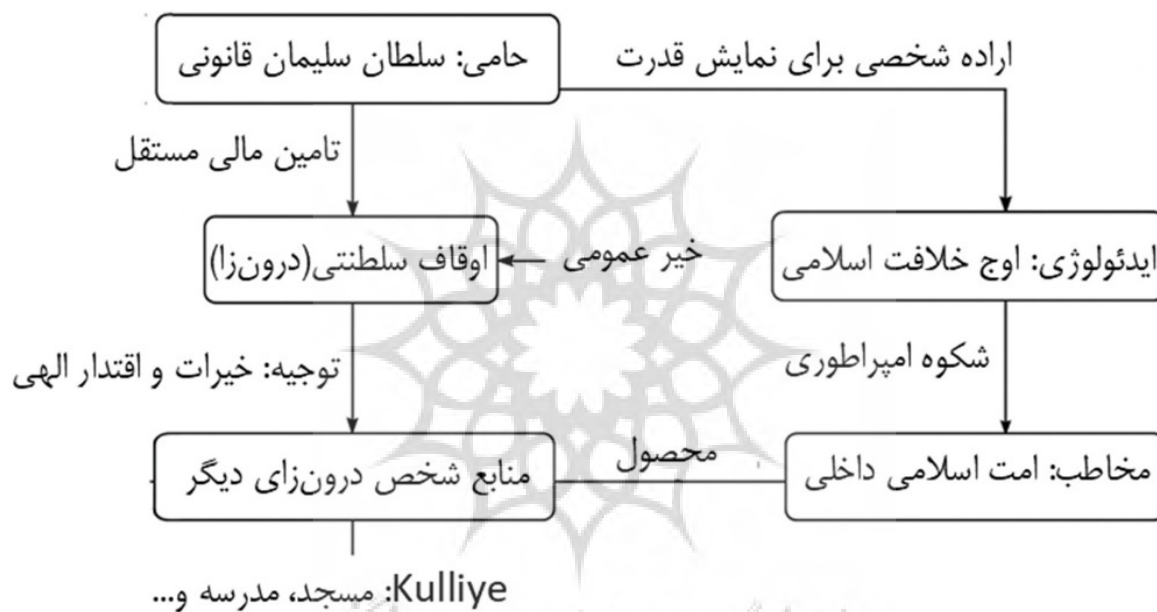 حامی: سلطان سلیمان قانونی
اراده شخصی برای نمایش قدرت
تامین مالی مستقل
ایدئولوژی: اوج خلافت اسلامی
خیر عمومی
اوقاف سلطنتی(درون‌زا)
شکوه امپراطوری
توجیه: خیرات و اقتدار الهی
مخاطب: امت اسلامی داخلی
محصول
منابع شخص درون‌زای دیگر
Kulliye: مسجد، مدرسه و...